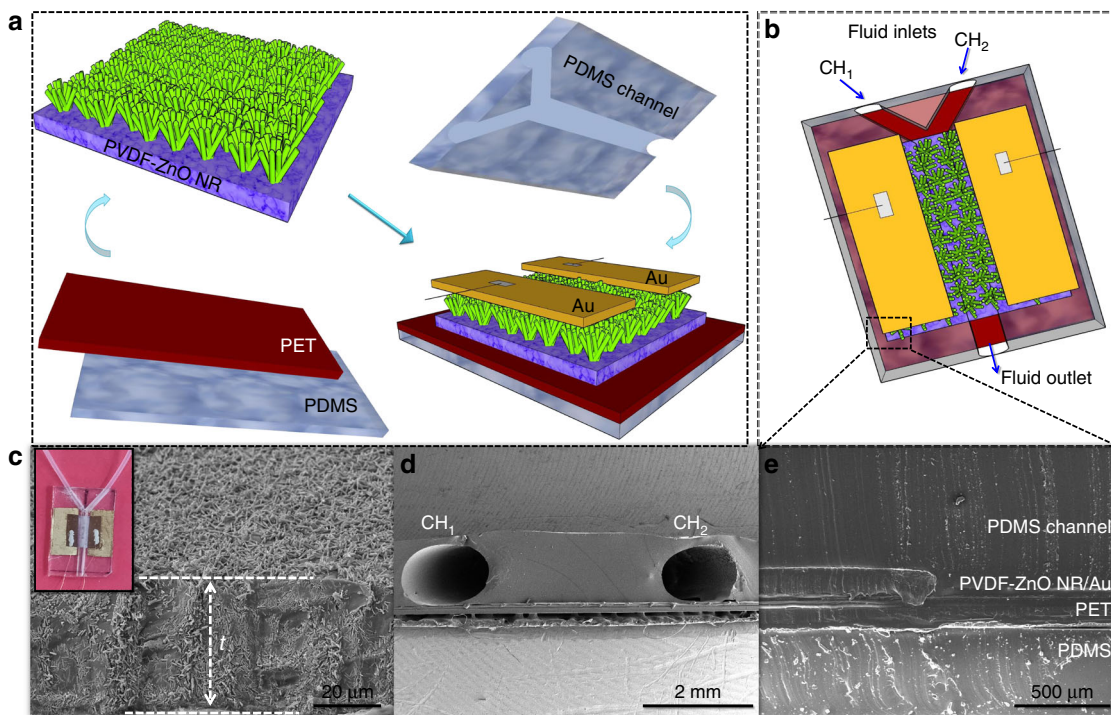 a
PVDF-ZnO NR
PDMS channel
PET
PDMS
Au
Au
b
Fluid inlets
CH1
CH2
Fluid outlet
c
t
20 μm
d
CH1
CH2
2 mm
e
PDMS channel
PVDF-ZnO NR/Au
PET
PDMS
500 μm